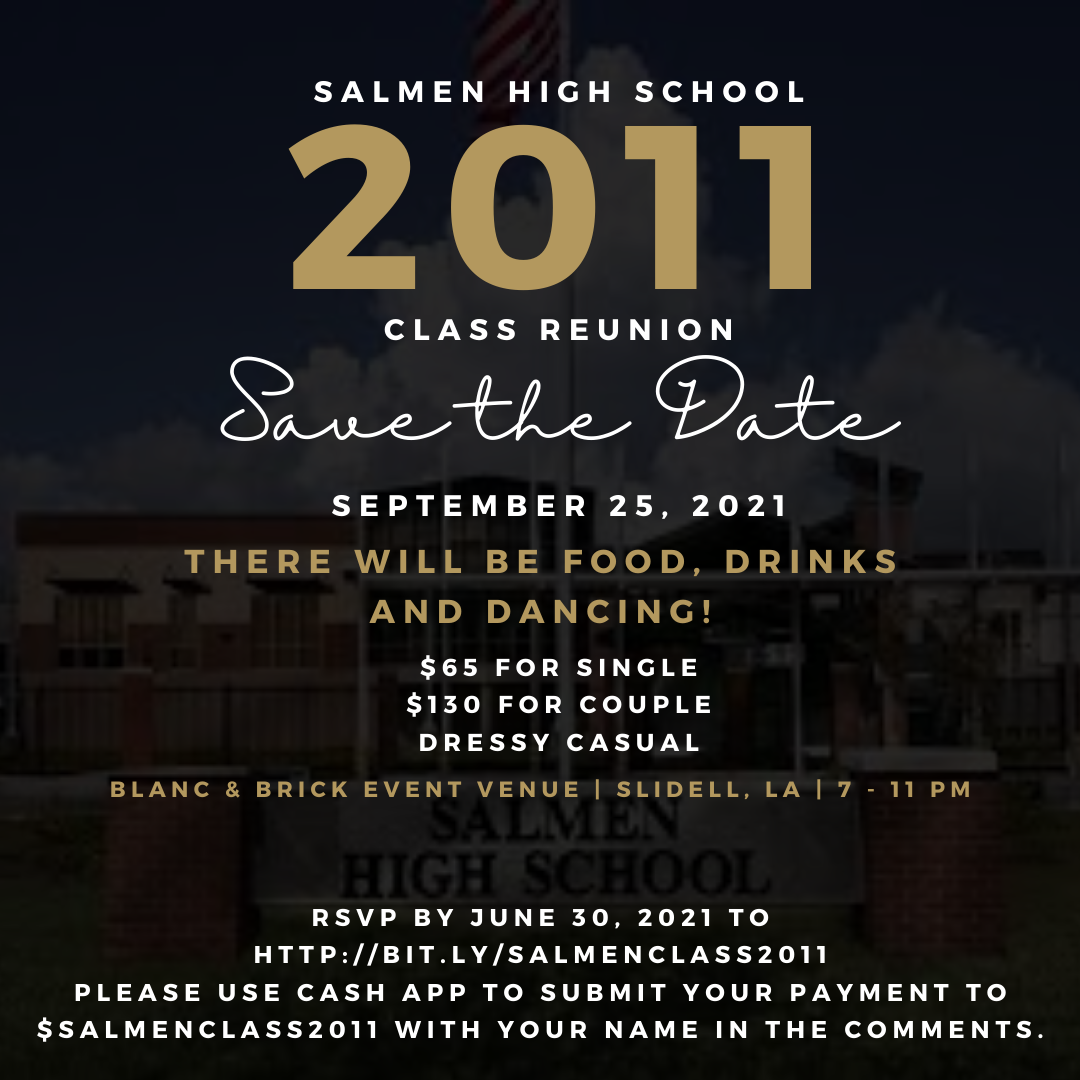 SALMEN HIGH SCHOOL
2011
CLASS REUNION
Save the Date
SEPTEMBER 25, 2021
THERE WILL BE FOOD, DRINKS
AND DANCING!
$65 FOR SINGLE
$130 FOR COUPLE
DRESSY CASUAL
BLANC & BRICK EVENT VENUE | SLIDELL, LA | 7 - 11 PM
SALMEN
HIGH SCHOOL
RSVP BY JUNE 30, 2021 TO
HTTP://BIT.LY/SALMENCLASS2011
PLEASE USE CASH APP TO SUBMIT YOUR PAYMENT TO
$SALMENCLASS2011 WITH YOUR NAME IN THE COMMENTS.